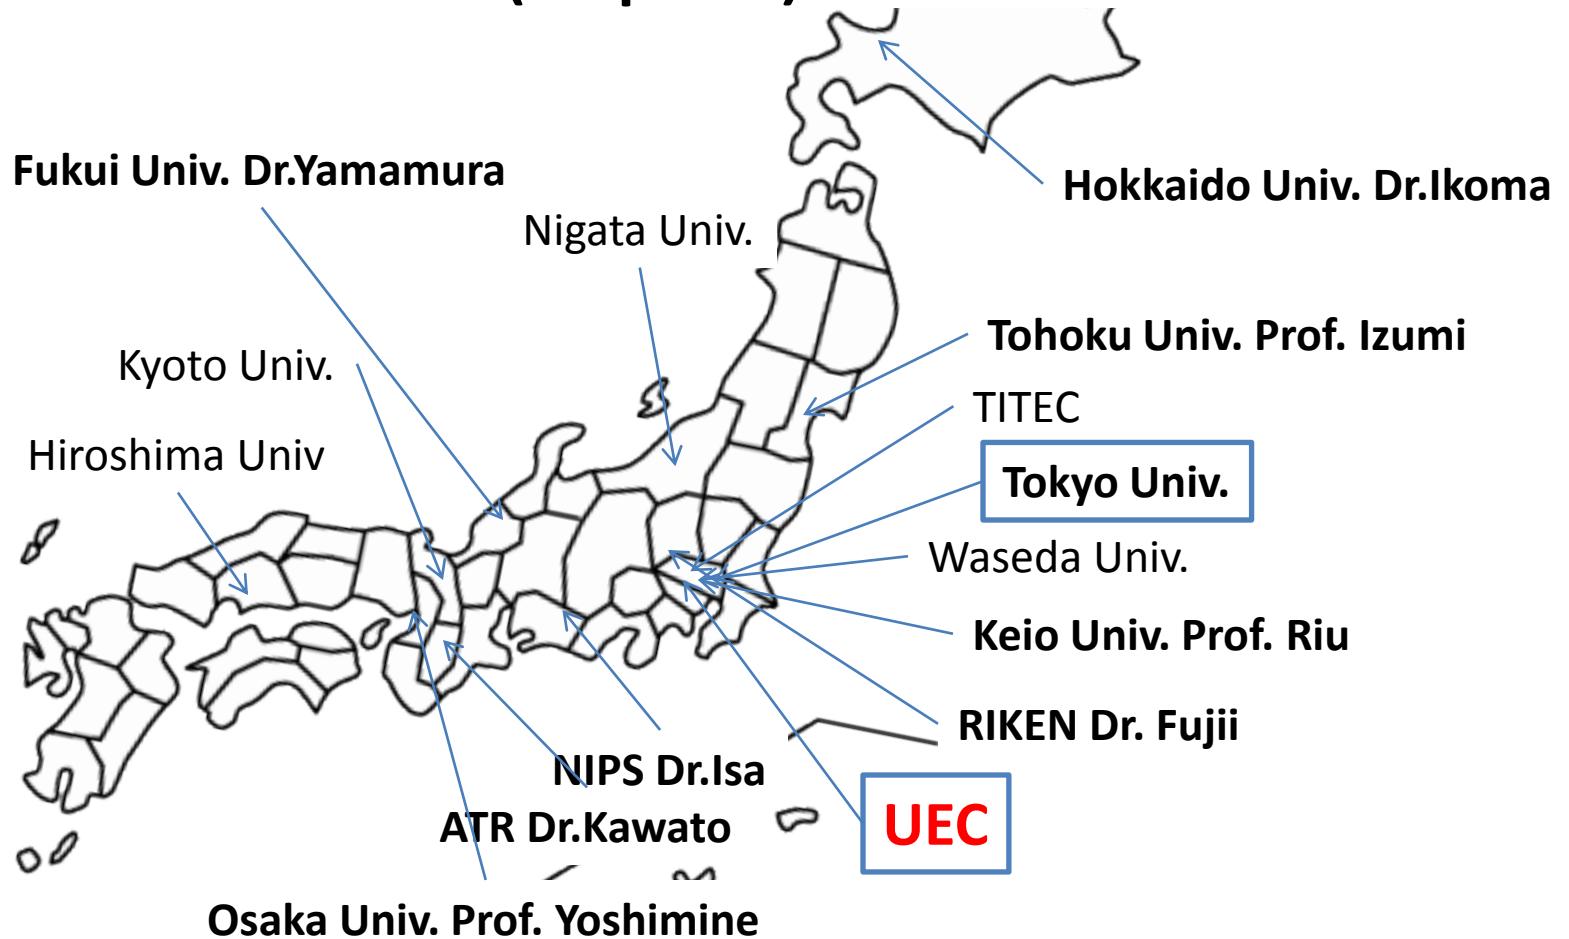 Fukui Univ. Dr.Yamamura
Hokkaido Univ. Dr.Ikoma
Nigata Univ.
Tohoku Univ. Prof. Izumi
Kyoto Univ.
TITEC
Hiroshima Univ
Tokyo Univ.
Waseda Univ.
Keio Univ. Prof. Riu
RIKEN Dr. Fujii
NIPS Dr.Isa
ATR Dr.Kawato
UEC
Osaka Univ. Prof. Yoshimine